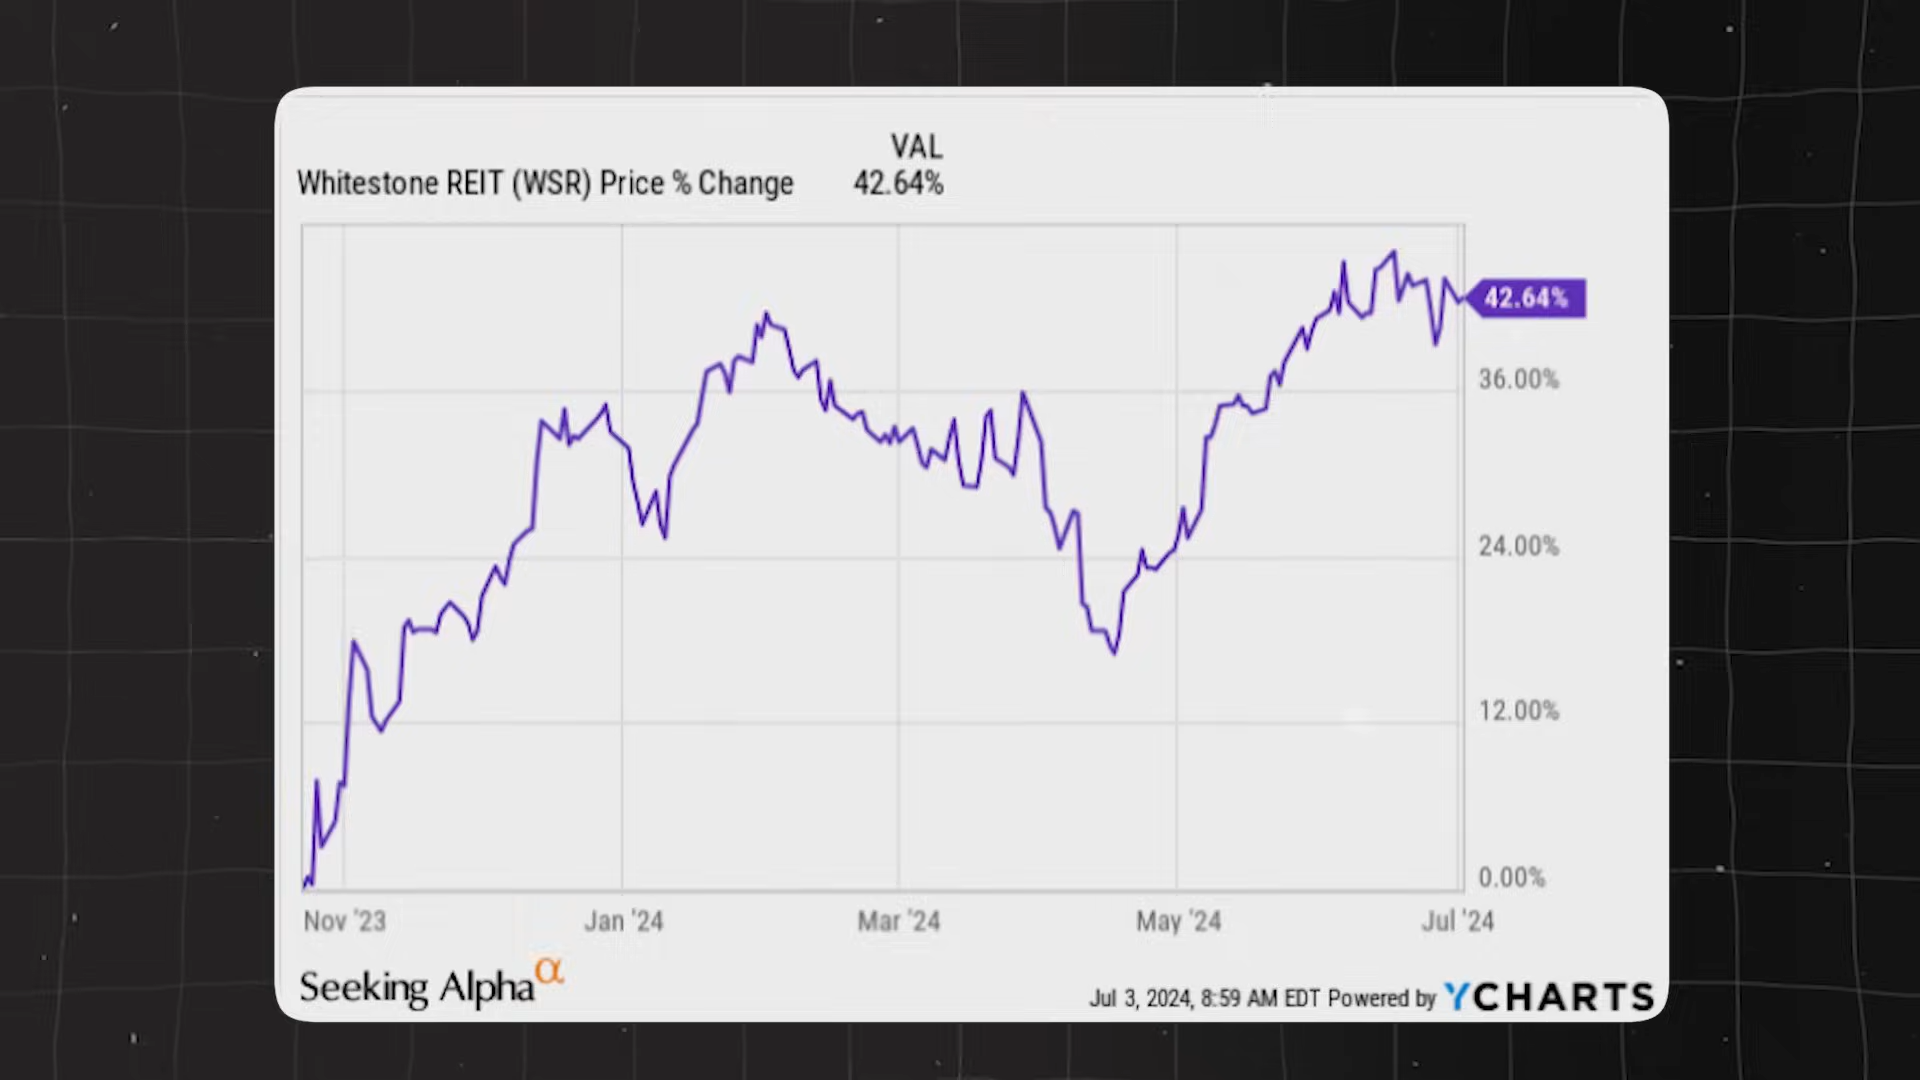 VAL
Whitestone REIT (WSR) Price % Change 42.64%
42.64%
36.00%
24.00%
12.00%
0.00%
Nov '23 Jan '24 Mar '24 May '24 Jul '24
Seeking Alphaα
Jul 3, 2024, 8:59 AM EDT Powered by YCHARTS